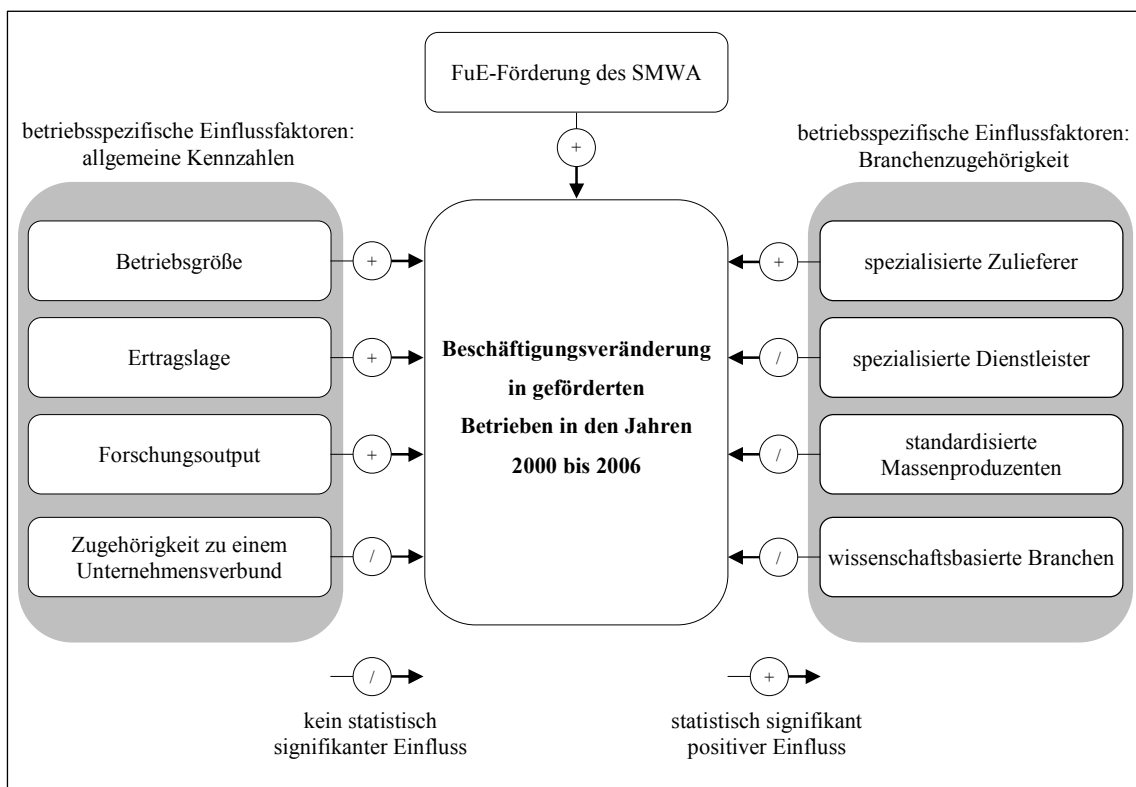 FuE-Förderung des SMWA
+
betriebsspezifische Einflussfaktoren:
allgemeine Kennzahlen
Betriebsgröße
+
Ertragslage
+
Forschungsoutput
+
Zugehörigkeit zu einem
Unternehmensverbund
/
Beschäftigungsveränderung
in geförderten
Betrieben in den Jahren
2000 bis 2006
betriebsspezifische Einflussfaktoren:
Branchenzugehörigkeit
+
spezialisierte Zulieferer
/
spezialisierte Dienstleister
/
standardisierte
Massenproduzenten
/
wissenschaftsbasierte Branchen
/
kein statistisch
signifikanter Einfluss
+
statistisch signifikant
positiver Einfluss